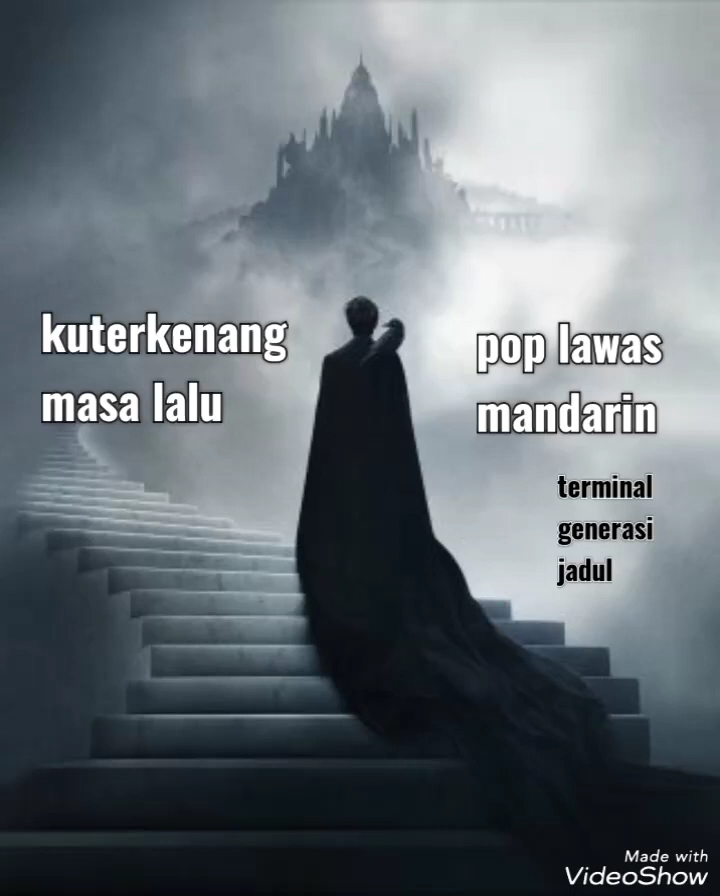 kuterkenang
masa lalu
pop lawas
mandarin
terminal
generasi
jadul
Made with
VideoShow